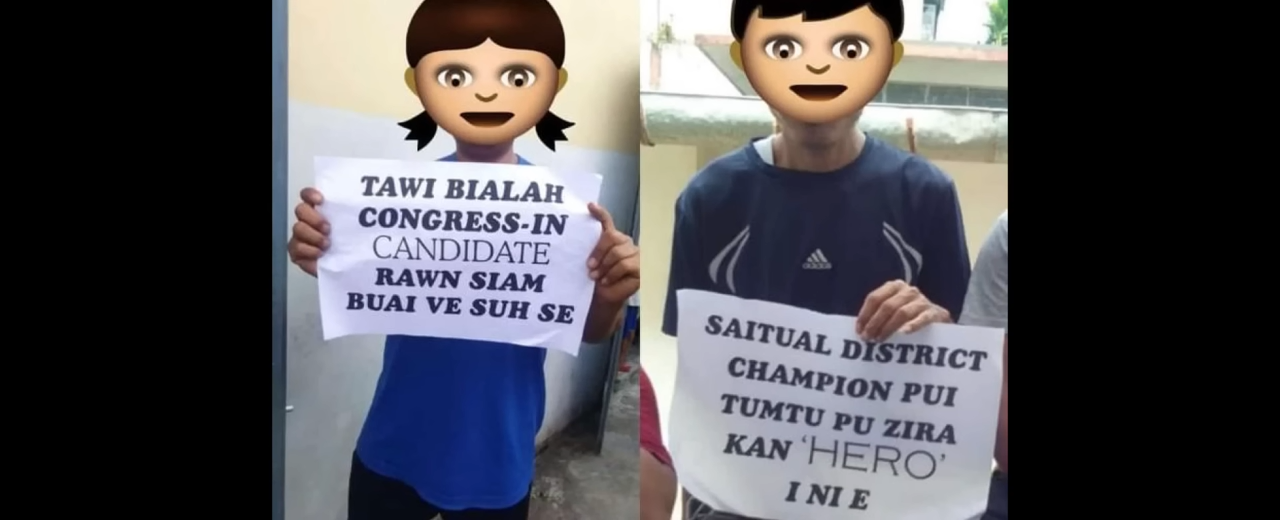 TAWI BIALAH
CONGRESS-IN
CANDIDATE
RAWN SIAM
BUAI VE SUH SE
adidas
SAITUAL DISTRICT
CHAMPION PUI
TUMTU PU ZIRA
KAN ‘HERO’
I NI E